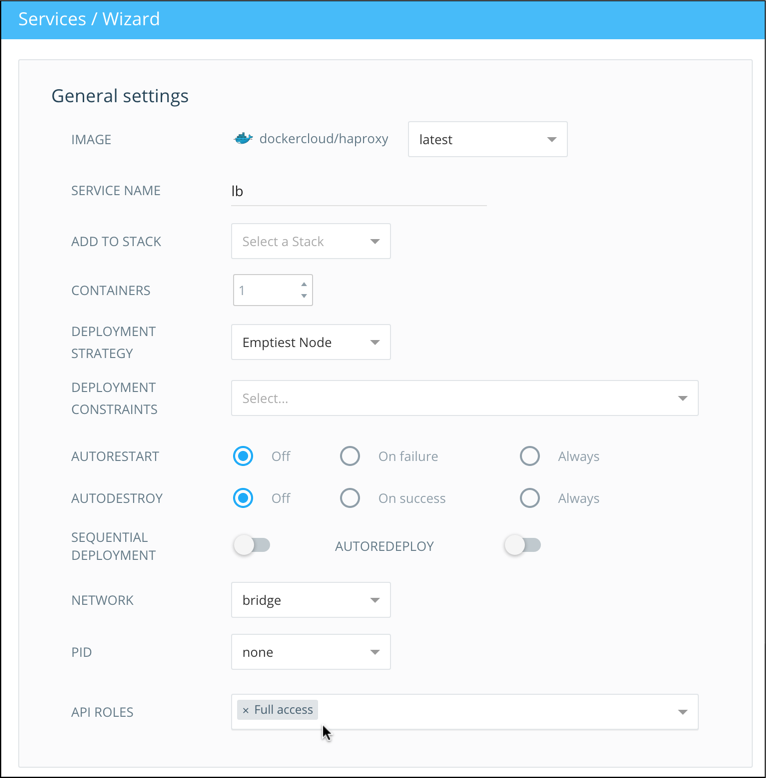 Services / Wizard
General settings
IMAGE dockercloud/haproxy latest
SERVICE NAME lb
ADD TO STACK Select a Stack
CONTAINERS 1
DEPLOYMENT
STRATEGY Emptiest Node
DEPLOYMENT
CONSTRAINTS Select...
AUTORESTART Off On failure Always
AUTODESTROY Off On success Always
SEQUENTIAL
DEPLOYMENT AUTOREDEPLOY
NETWORK bridge
PID none
API ROLES × Full access